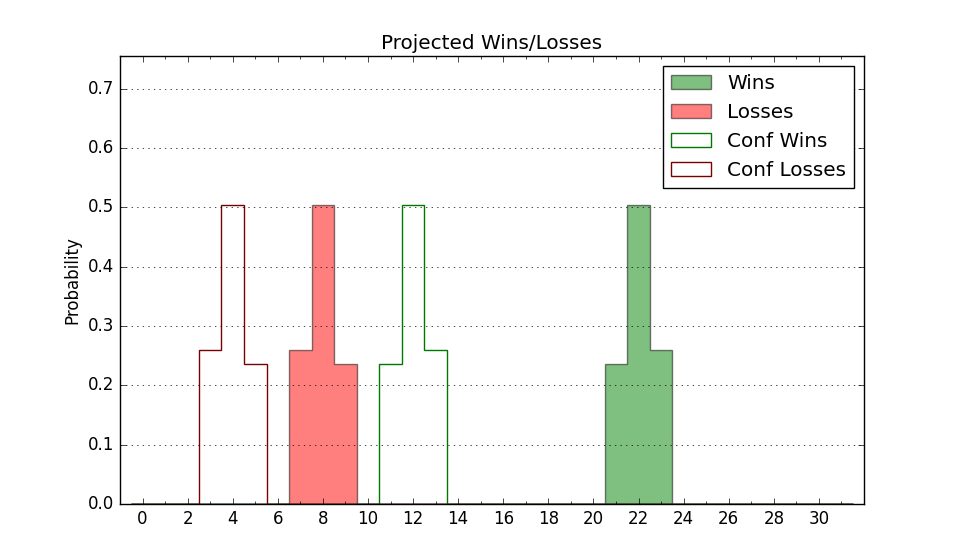 Projected Wins/Losses
Wins
Losses
Conf Wins
Conf Losses
Probability
0.7
0.6
0.5
0.4
0.3
0.2
0.1
0.0
0 2 4 6 8 10 12 14 16 18 20 22 24 26 28 30